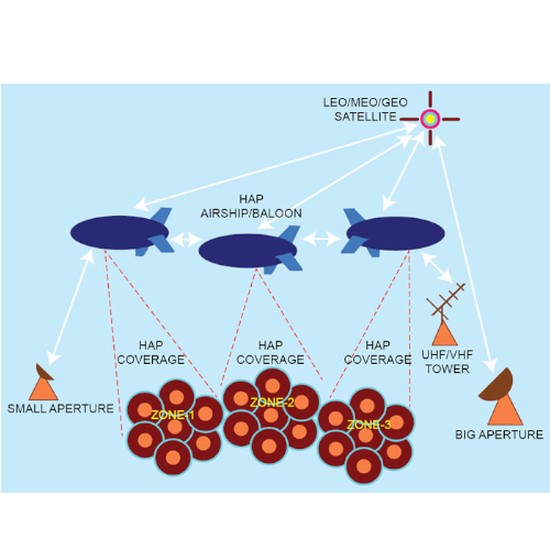 LEO/MEO/GEO
SATELLITE
HAP
AIRSHIP/BALOON
HAP
COVERAGE
HAP
COVERAGE
HAP
COVERAGE
UHF/VHF
TOWER
SMALL APERTURE
ZONE-1
ZONE-2
ZONE-3
BIG APERTURE